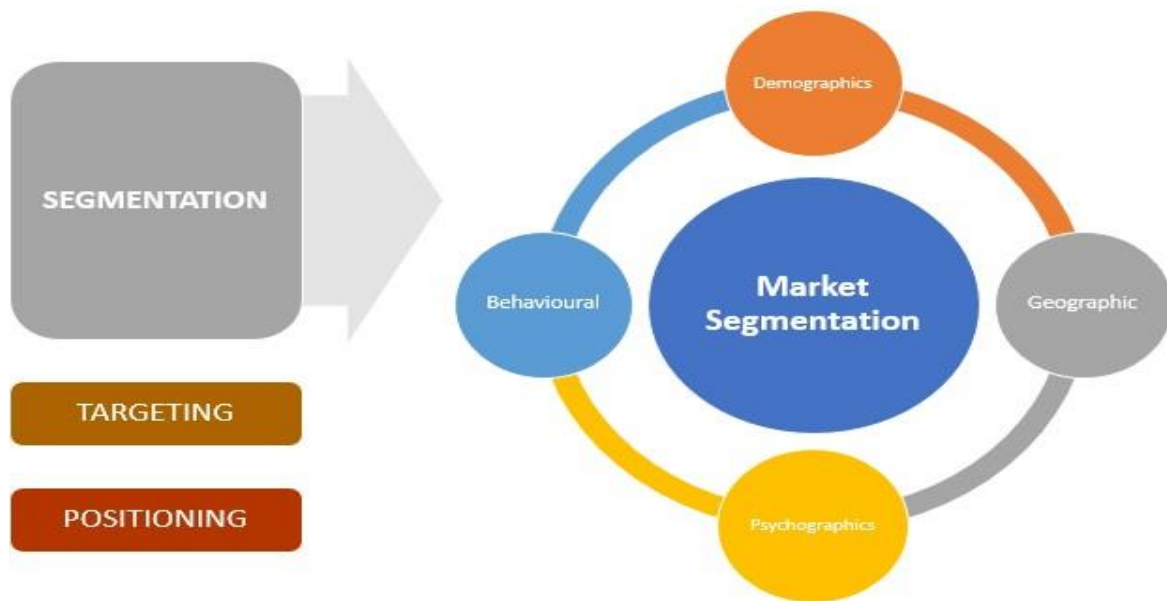 SEGMENTATION
TARGETING
POSITIONING
Demographics
Behavioural
Market
Segmentation
Geographic
Psychographics